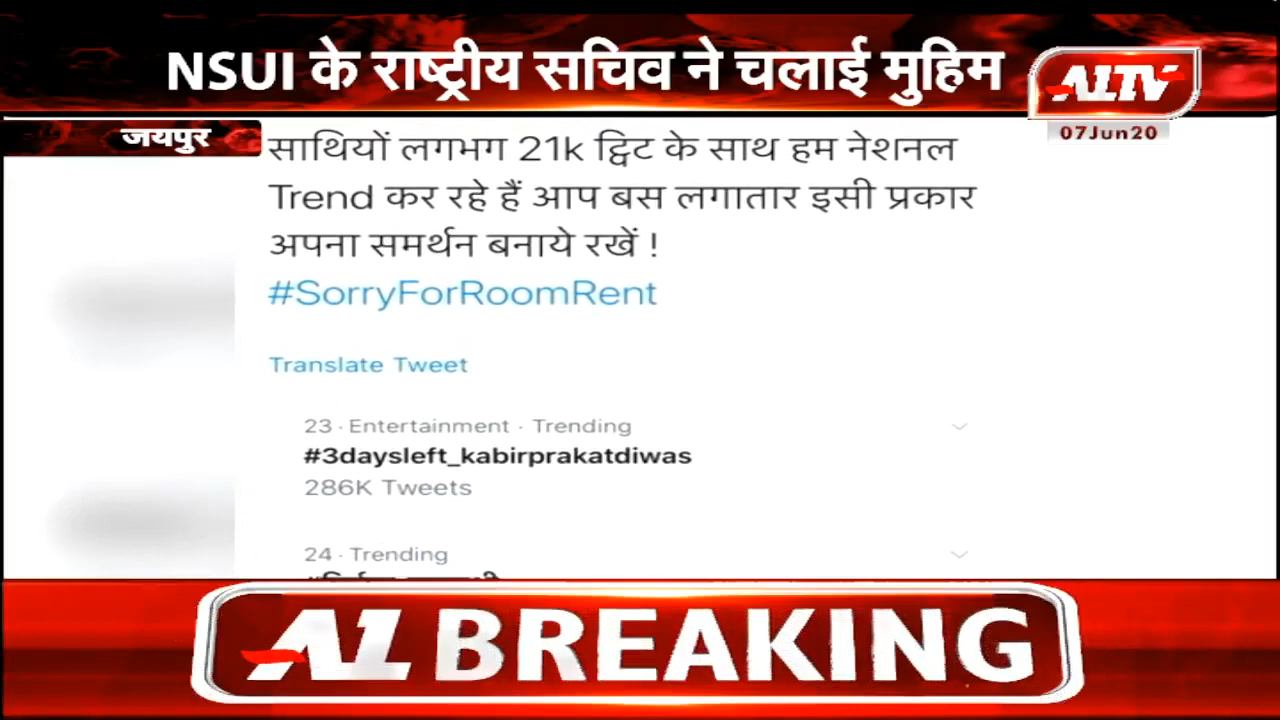 NSUI के राष्ट्रीय सचिव ने चलाई मुहिम
A1TV
07Jun20
जयपुर
साथियों लगभग 21k ट्विट के साथ हम नेशनल
Trend कर रहे हैं आप बस लगातार इसी प्रकार
अपना समर्थन बनाये रखें !
#SorryForRoomRent
Translate Tweet
23 · Entertainment · Trending
#3daysleft_kabirprakatdiwas
286K Tweets
24 · Trending
A1 BREAKING